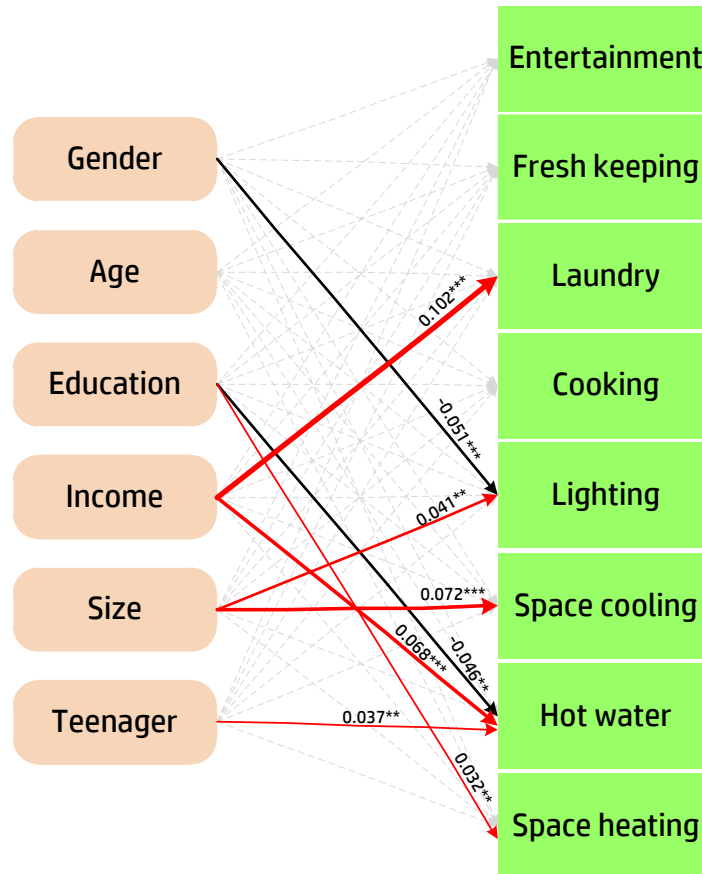 Entertainment
Gender
Fresh keeping
Age
Laundry
0.102***
Education
Cooking
-0.051***
Income
Lighting
0.041**
Size
Space cooling
0.072***
0.068***
-0.046**
Teenager
Hot water
0.037**
0.032**
Space heating